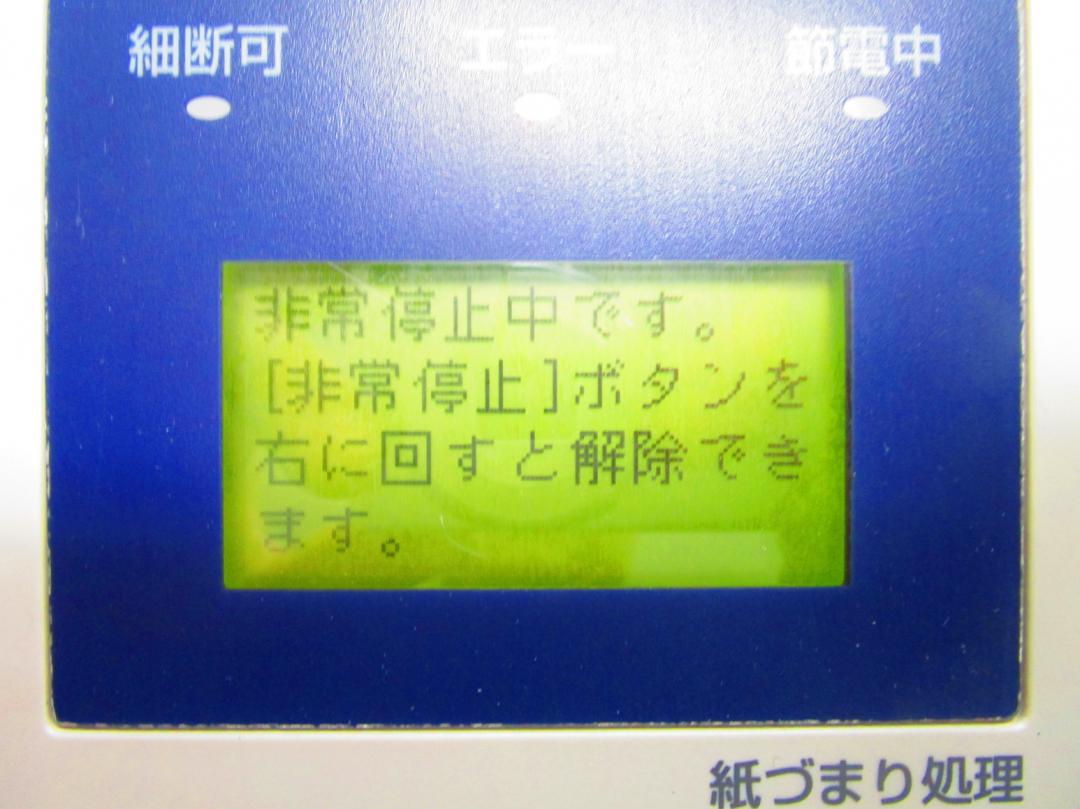 細断可 エラー 節電中
非常停止中です。
[非常停止]ボタンを
右に回すと解除でき
ます。
紙づまり処理